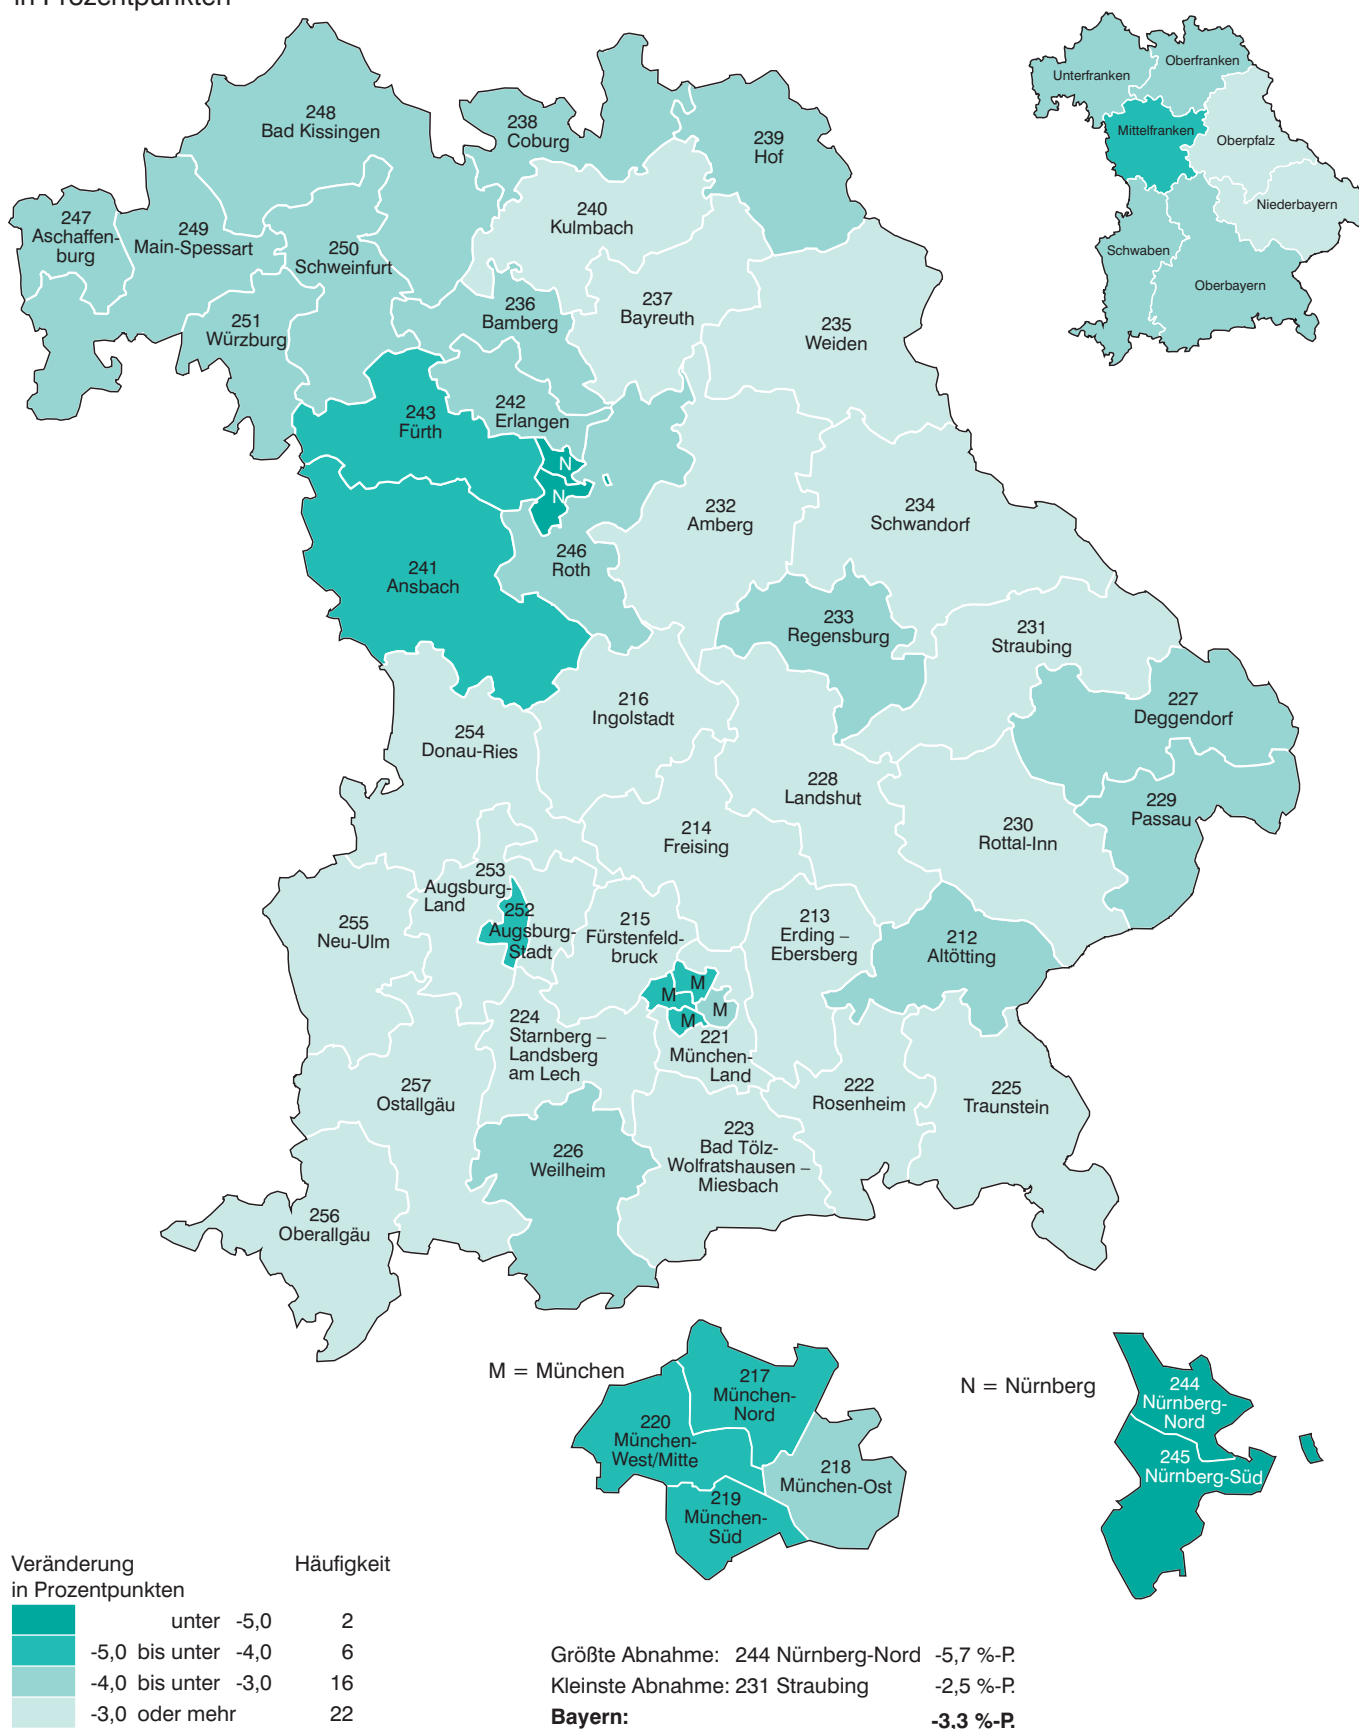 in Prozentpunkten
Unterfranken
Oberfranken
Mittelfranken
Oberpfalz
Niederbayern
Schwaben
Oberbayern
248
Bad Kissingen
238
Coburg
239
Hof
240
Kulmbach
247
Aschaffen-
burg
249
Main-Spessart
250
Schweinfurt
237
Bayreuth
236
Bamberg
251
Würzburg
235
Weiden
243
Fürth
242
Erlangen
N
N
232
Amberg
234
Schwandorf
246
Roth
241
Ansbach
233
Regensburg
231
Straubing
227
Deggendorf
216
Ingolstadt
254
Donau-Ries
228
Landshut
229
Passau
230
Rottal-Inn
214
Freising
253
Augsburg-
Land
252
Augsburg-
Stadt
255
Neu-Ulm
215
Fürstenfeld-
bruck
213
Erding –
Ebersberg
212
Altötting
M
M
M
M
224
Starnberg –
Landsberg
am Lech
221
München-
Land
257
Ostallgäu
222
Rosenheim
225
Traunstein
223
Bad Tölz-
Wolfratshausen –
Miesbach
226
Weilheim
256
Oberallgäu
M = München
217
München-
Nord
220
München-
West/Mitte
218
München-Ost
219
München-
Süd
N = Nürnberg
244
Nürnberg-
Nord
245
Nürnberg-Süd
Veränderung Häufigkeit
in Prozentpunkten
unter -5,0 2
-5,0 bis unter -4,0 6
-4,0 bis unter -3,0 16
-3,0 oder mehr 22
Größte Abnahme: 244 Nürnberg-Nord -5,7 %-P.
Kleinste Abnahme: 231 Straubing -2,5 %-P.
Bayern: -3,3 %-P.